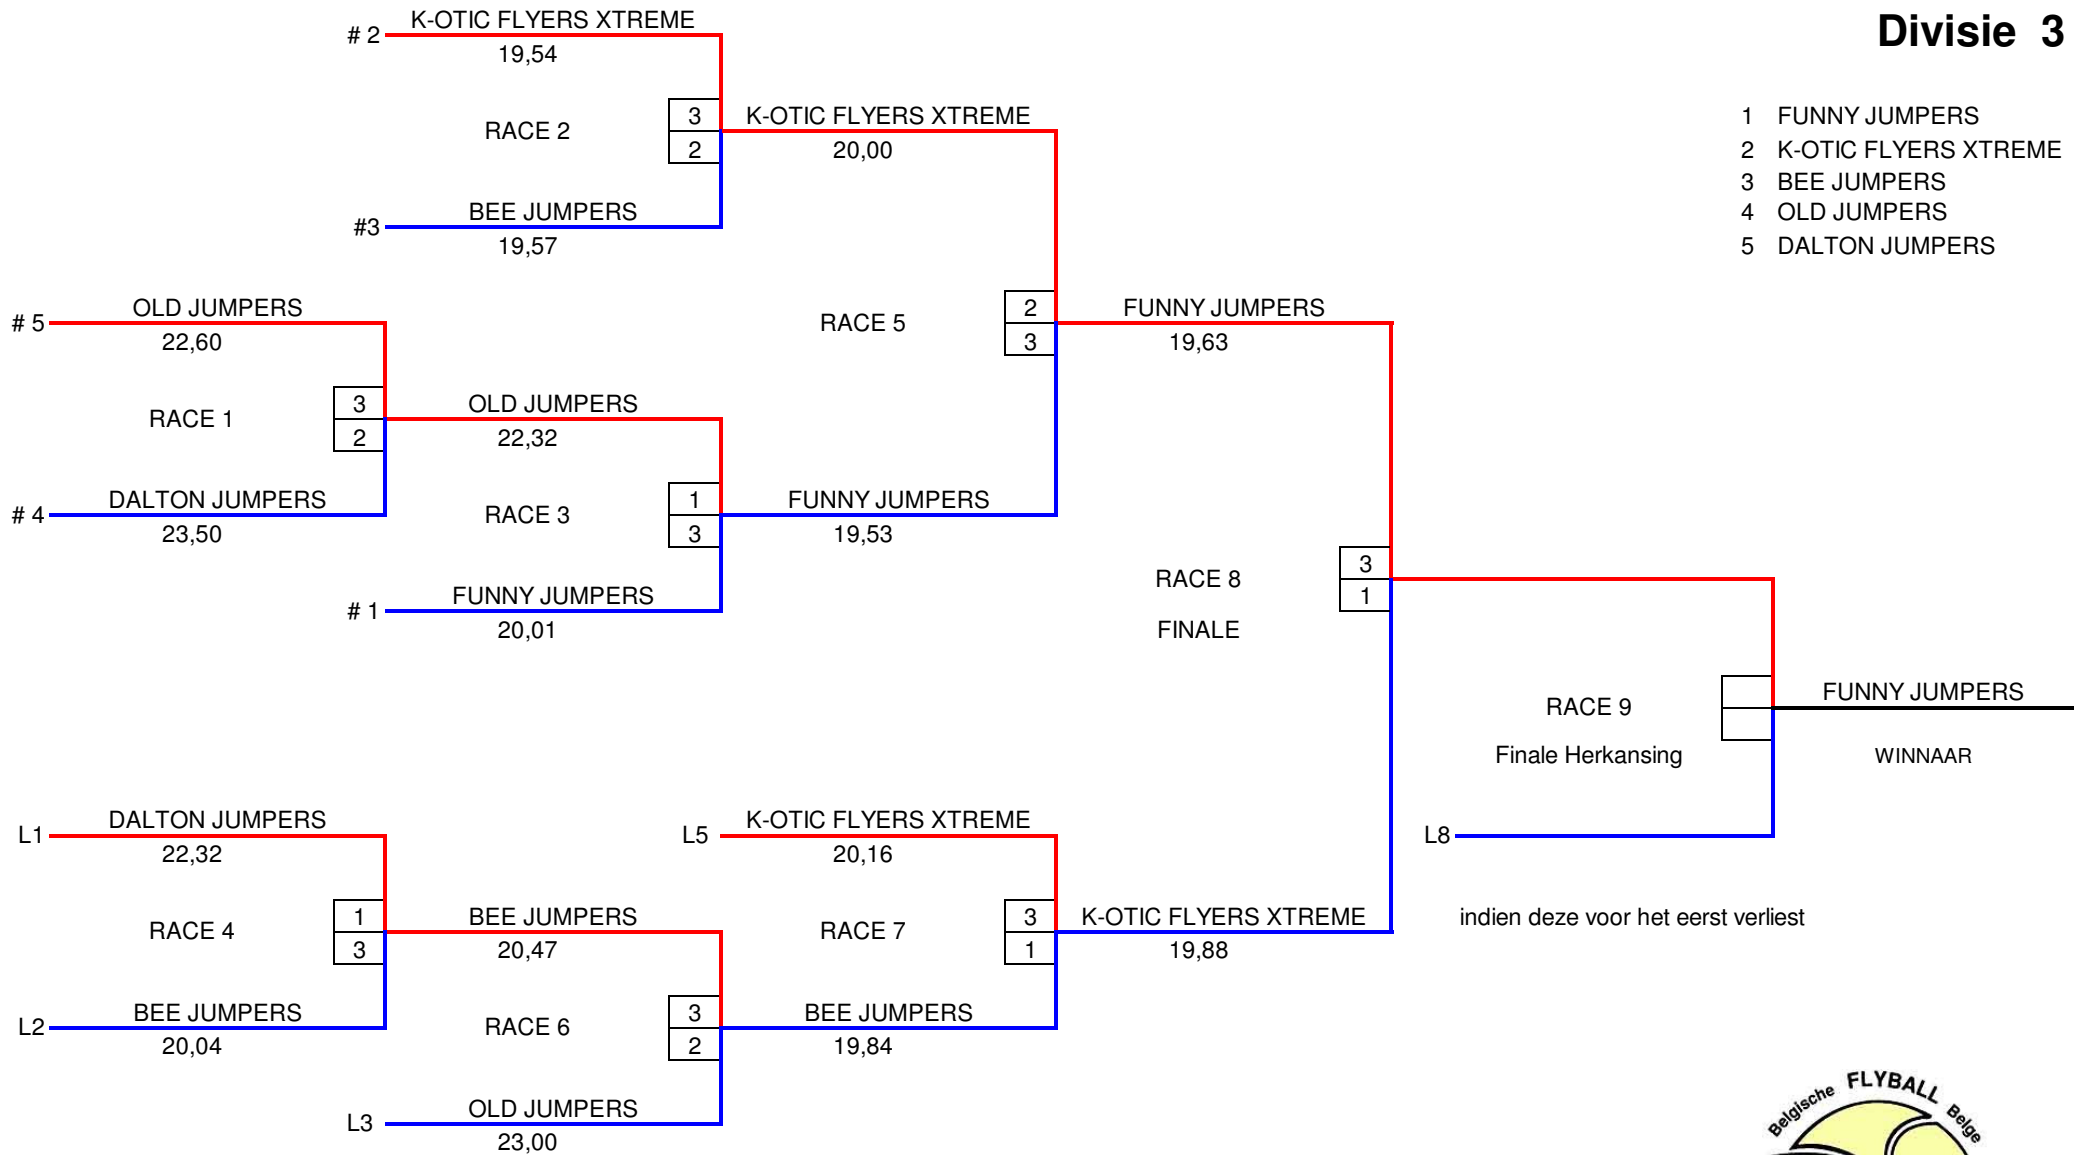 Divisie 3
1 FUNNY JUMPERS
2 K-OTIC FLYERS XTREME
3 BEE JUMPERS
4 OLD JUMPERS
5 DALTON JUMPERS
# 2 K-OTIC FLYERS XTREME
19,54
RACE 2
3
2
#3 BEE JUMPERS
19,57
K-OTIC FLYERS XTREME
20,00
# 5 OLD JUMPERS
22,60
RACE 1
3
2
# 4 DALTON JUMPERS
23,50
OLD JUMPERS
22,32
RACE 3
1
3
# 1 FUNNY JUMPERS
20,01
RACE 5
2
3
FUNNY JUMPERS
19,53
FUNNY JUMPERS
19,63
RACE 8
FINALE
3
1
RACE 9
Finale Herkansing
FUNNY JUMPERS
WINNAAR
L8
indien deze voor het eerst verliest
L1 DALTON JUMPERS
22,32
RACE 4
1
3
L2 BEE JUMPERS
20,04
BEE JUMPERS
20,47
RACE 6
3
2
L3 OLD JUMPERS
23,00
L5 K-OTIC FLYERS XTREME
20,16
RACE 7
3
1
BEE JUMPERS
19,84
K-OTIC FLYERS XTREME
19,88
Belgische FLYBALL Belge